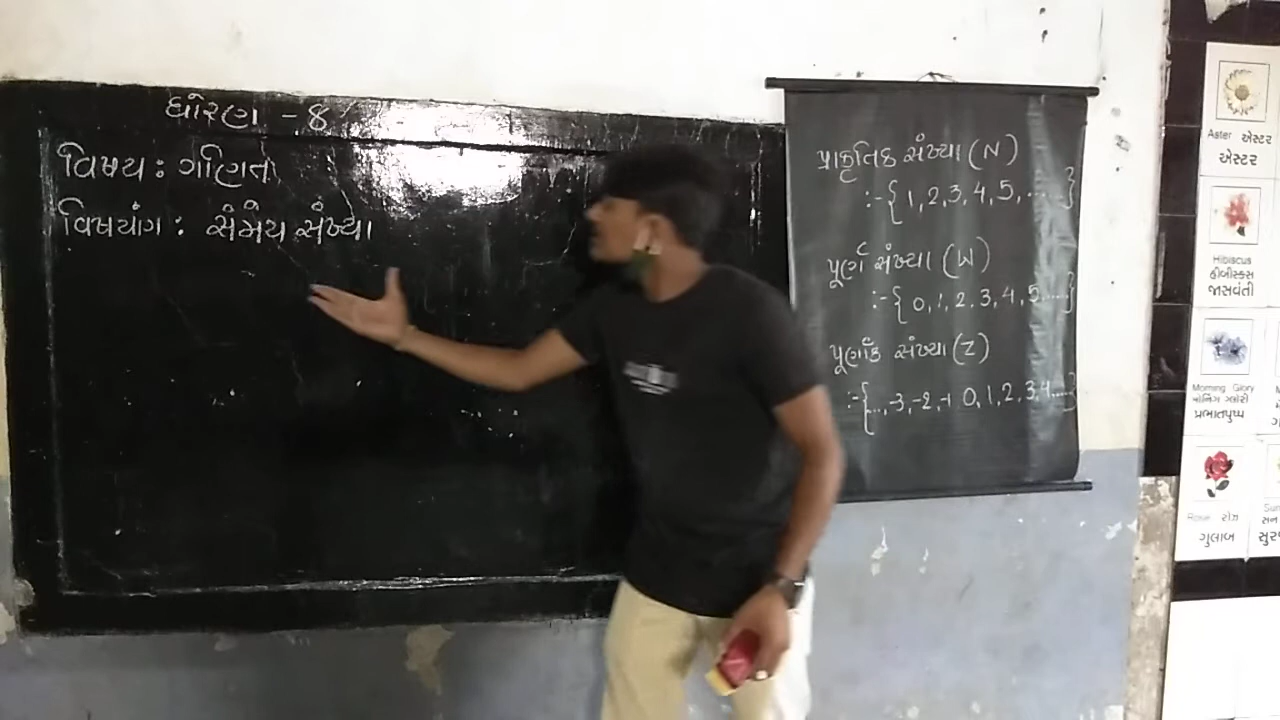 ધોરણ - ૪
વિષય : ગણિત
વિષયાંગ : સંમેય સંખ્યા
પ્રાકૃતિક સંખ્યા (N)
:-{ 1, 2, 3, 4, 5, ......}
પૂર્ણ સંખ્યા (W)
:-{ 0, 1, 2, 3, 4, 5......}
પૂર્ણાંક સંખ્યા (Z)
:-{..., -3, -2, -1 0, 1, 2, 3, 4.....}
Aster એસ્ટર
એસ્ટર
Hibiscus
હીબીસ્કસ
જાસવંતી
Morning Glory
મોર્નિંગ ગ્લોરી
પ્રભાતપુષ્પ
Rose રોઝ
ગુલાબ